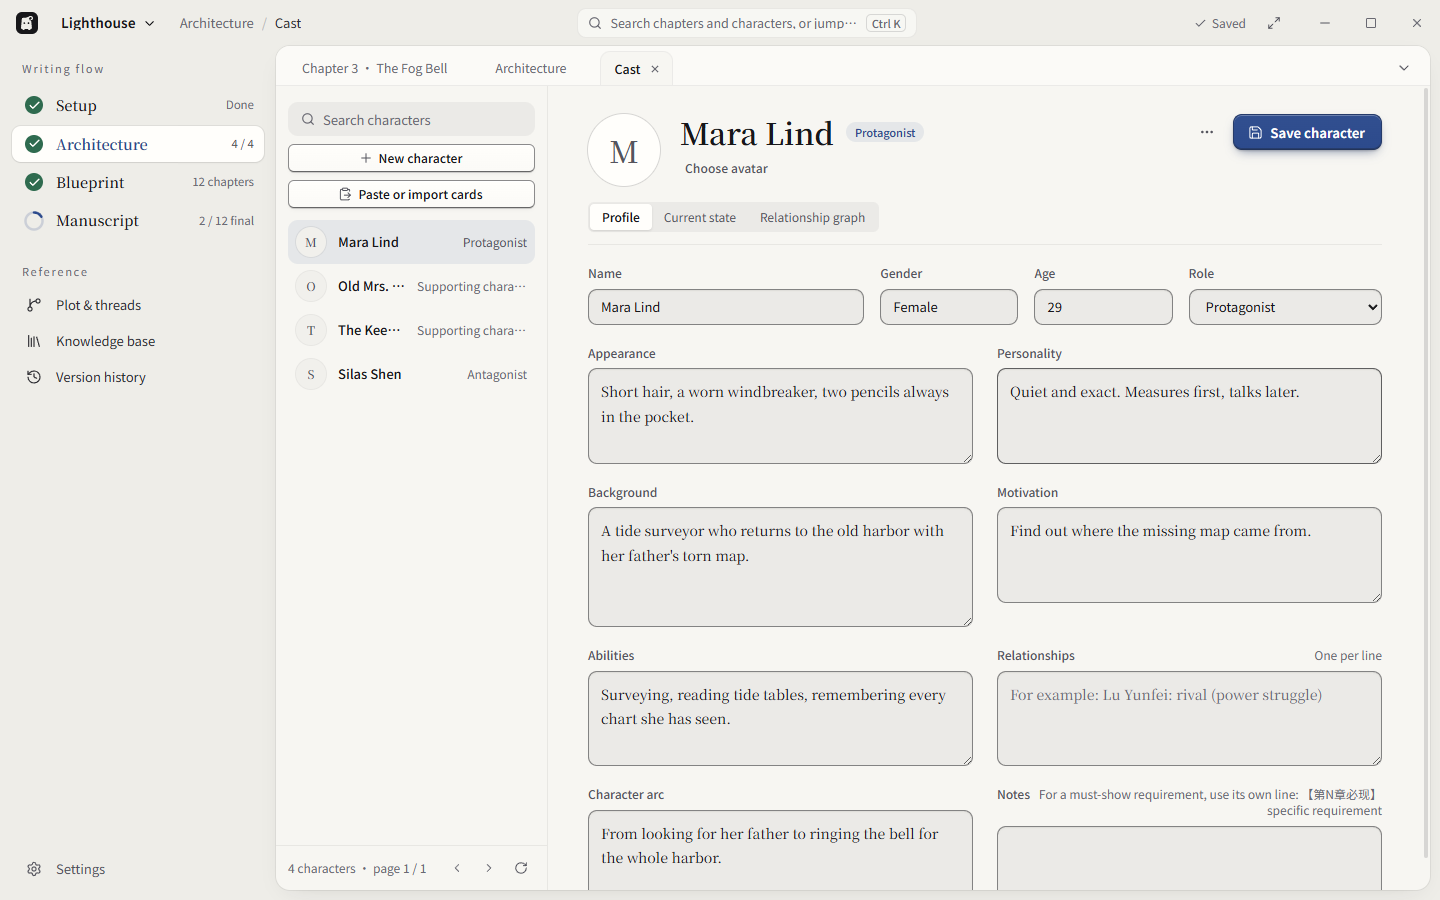 Lighthouse
Architecture / Cast
Search chapters and characters, or jump···
Ctrl K
Saved
Writing flow
Setup
Done
Architecture
4 / 4
Blueprint
12 chapters
Manuscript
2 / 12 final
Reference
Plot & threads
Knowledge base
Version history
Settings
Chapter 3 • The Fog Bell
Architecture
Cast
Search characters
New character
Paste or import cards
M
Mara Lind
Protagonist
O
Old Mrs. ···
Supporting chara···
T
The Kee···
Supporting chara···
S
Silas Shen
Antagonist
4 characters • page 1 / 1
M
Mara Lind
Protagonist
Choose avatar
Save character
Profile
Current state
Relationship graph
Name
Gender
Age
Role
Mara Lind
Female
29
Protagonist
Appearance
Short hair, a worn windbreaker, two pencils always
in the pocket.
Personality
Quiet and exact. Measures first, talks later.
Background
A tide surveyor who returns to the old harbor with
her father's torn map.
Motivation
Find out where the missing map came from.
Abilities
Surveying, reading tide tables, remembering every
chart she has seen.
Relationships
One per line
For example: Lu Yunfei: rival (power struggle)
Character arc
From looking for her father to ringing the bell for
the whole harbor.
Notes
For a must-show requirement, use its own line: 【第N章必现】
specific requirement